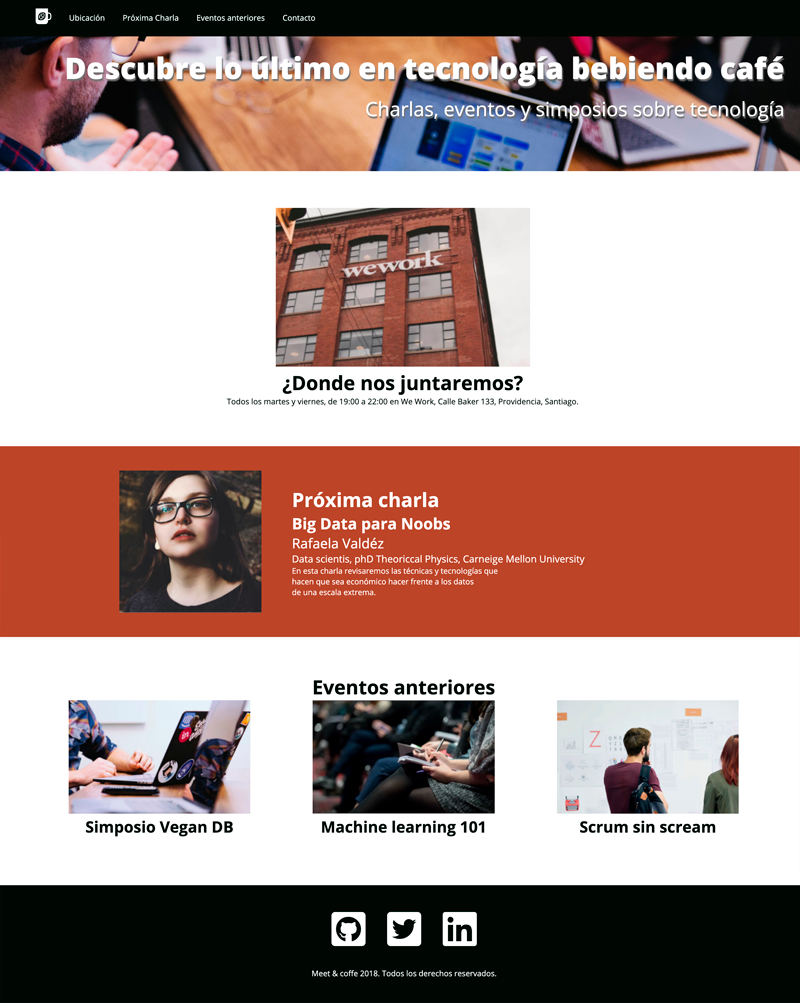 Ubicación
Próxima Charla
Eventos anteriores
Contacto
Descubre lo último en tecnología bebiendo café
Charlas, eventos y simposios sobre tecnología
wework
¿Donde nos juntaremos?
Todos los martes y viernes, de 19:00 a 22:00 en We Work, Calle Baker 133, Providencia, Santiago.
Próxima charla
Big Data para Noobs
Rafaela Valdéz
Data scientis, phD Theoriccal Physics, Carneige Mellon University
En esta charla revisaremos las técnicas y tecnologías que
hacen que sea económico hacer frente a los datos
de una escala extrema.
Eventos anteriores
Simposio Vegan DB
Machine learning 101
Scrum sin scream
in
Meet & coffe 2018. Todos los derechos reservados.